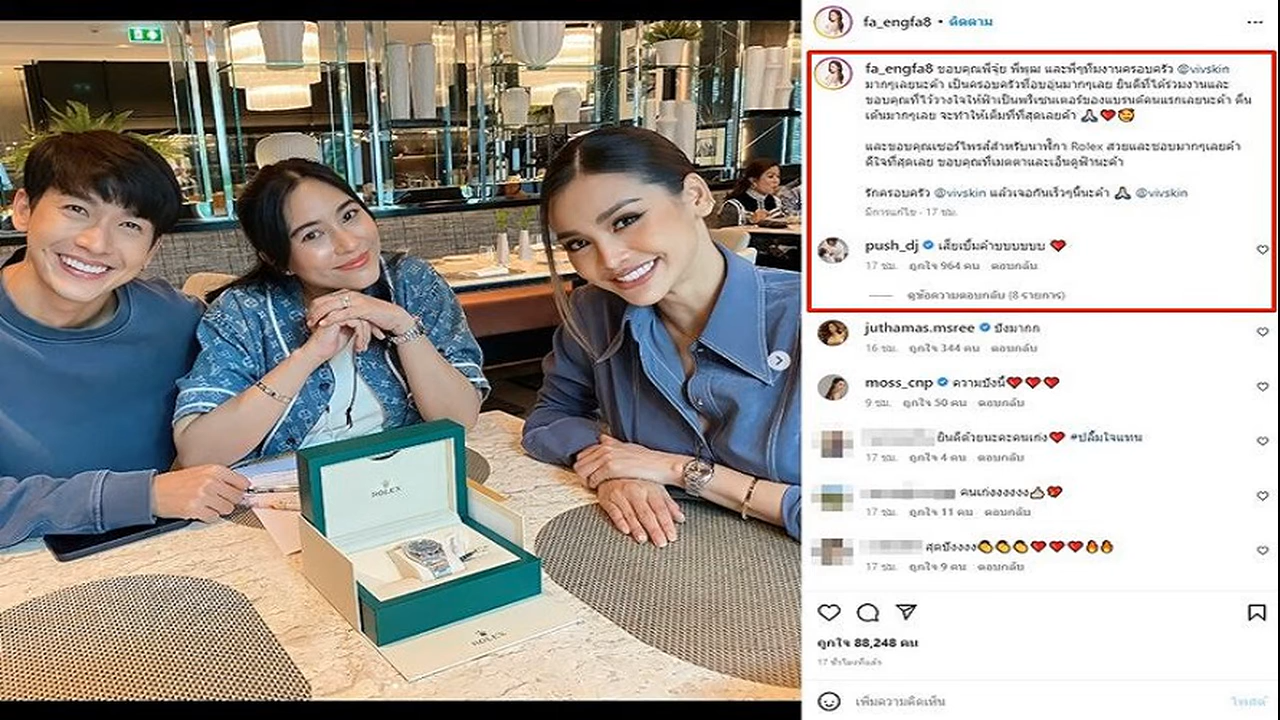 fa_engfa8 • ติดตาม
fa_engfa8 ขอบคุณพี่จุ๋ย พี่พุฒ และพี่ๆทีมงานครอบครัว @vivskin
มากๆเลยนะค้า เป็นครอบครัวที่อบอุ่นมากๆเลย ยินดีที่ได้ร่วมงานและ
ขอบคุณที่ไว้วางใจให้ฟ้าเป็นพรีเซนเตอร์ของแบรนด์คนแรกเลยนะค้า ตื่น
เต้นมากๆเลย จะทำให้เต็มที่ที่สุดเลยค้า 🙏❤️🥰
และขอบคุณเซอร์ไพรส์สำหรับนาฬิกา Rolex สวยและชอบมากๆเลยค้า
ดีใจที่สุดเลย ขอบคุณที่เมตตาและเอ็นดูฟ้านะค้า
รักครอบครัว @vivskin แล้วเจอกันเร็วๆนี้นะค้า 🙏 @vivskin
มีการแก้ไข · 17 ชม.
push_dj เสี่ยเขิ้มค้าบบบบบ ❤️
17 ชม. ถูกใจ 964 คน ตอบกลับ
ดูข้อความตอบกลับ (8 รายการ)
juthamas.msree ปังมากก
16 ชม. ถูกใจ 344 คน ตอบกลับ
moss_cnp ความปังนี้❤️❤️❤️
9 ชม. ถูกใจ 50 คน ตอบกลับ
ยินดีด้วยนะคะคนเก่ง❤️ #ปลื้มใจแทน
17 ชม. ถูกใจ 4 คน ตอบกลับ
คนเก่งงงงงง
17 ชม. ถูกใจ 11 คน ตอบกลับ
สุดปังงงง👏👏👏❤️❤️❤️🔥🔥
17 ชม. ถูกใจ 9 คน ตอบกลับ
ถูกใจ 88,248 คน
17 ชั่วโมงที่แล้ว
เพิ่มความคิดเห็น โพสต์
ROLEX
ROLEX